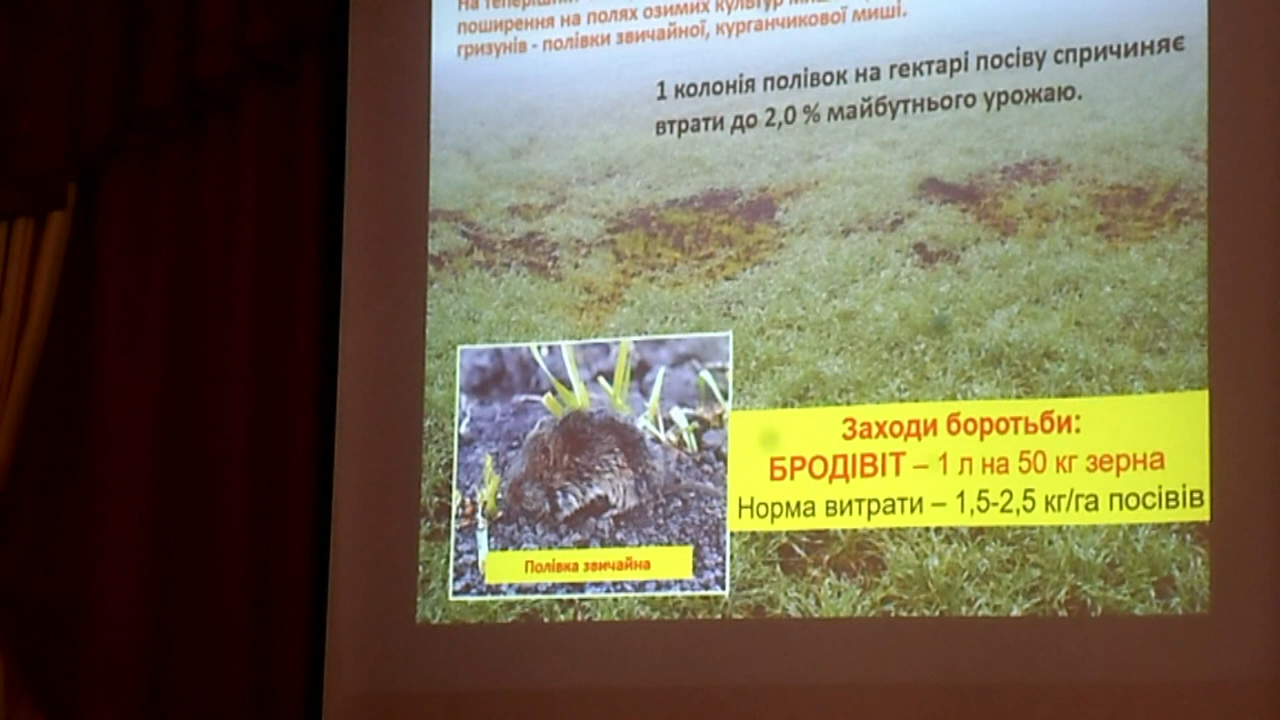 На
поширення на полях озимих культур
гризунів - полівки звичайної, курганчикової миші.
1 колонія полівок на гектарі посіву спричиняє
втрати до 2,0 % майбутнього урожаю.
Заходи боротьби:
БРОДІВІТ – 1 л на 50 кг зерна
Норма витрати – 1,5-2,5 кг/га посівів
Полівка звичайна